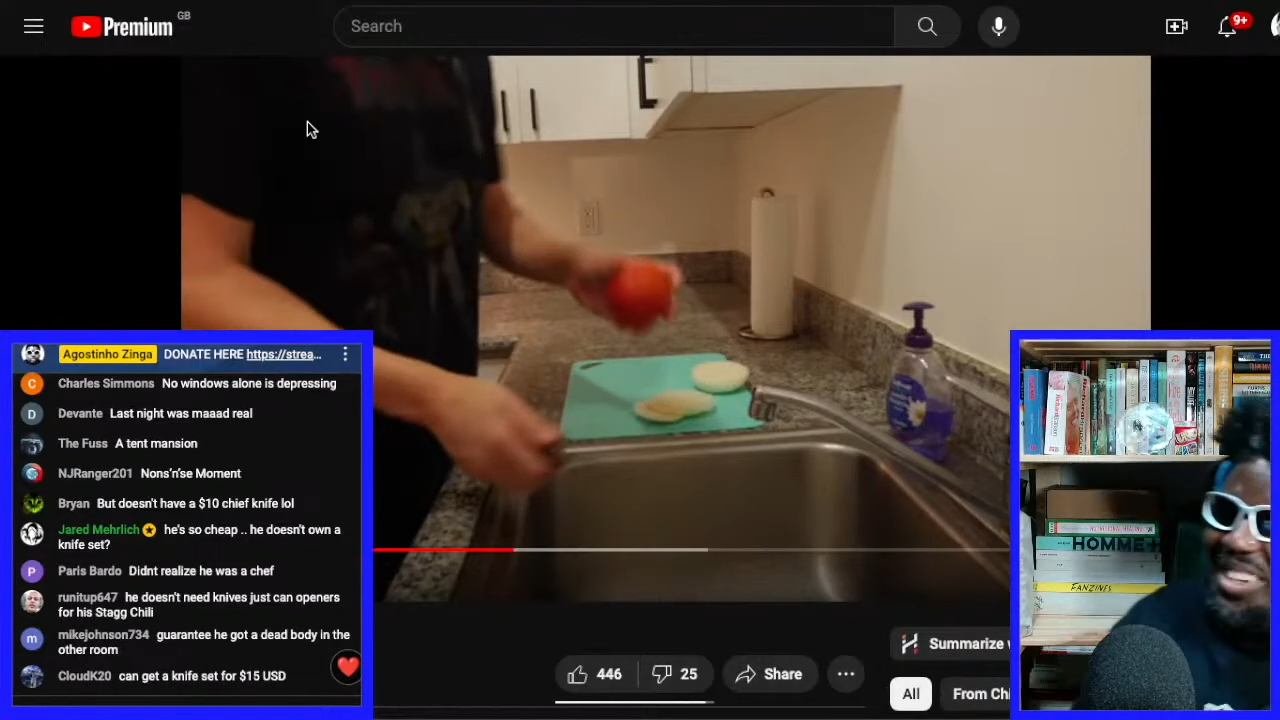 Premium
GB
Search
9+
Agostinho Zinga DONATE HERE https://strea...
Charles Simmons No windows alone is depressing
Devante Last night was maaad real
The Fuss A tent mansion
NJRanger201 Nons'n'se Moment
Bryan But doesn't have a $10 chief knife lol
Jared Mehrlich he's so cheap .. he doesn't own a
knife set?
Paris Bardo Didnt realize he was a chef
runitup647 he doesn't need knives just can openers
for his Stagg Chili
mikejohnson734 guarantee he got a dead body in the
other room
CloudK20 can get a knife set for $15 USD
446
25
Share
Summarize
All
From Chi
HOMME+
FANZINES